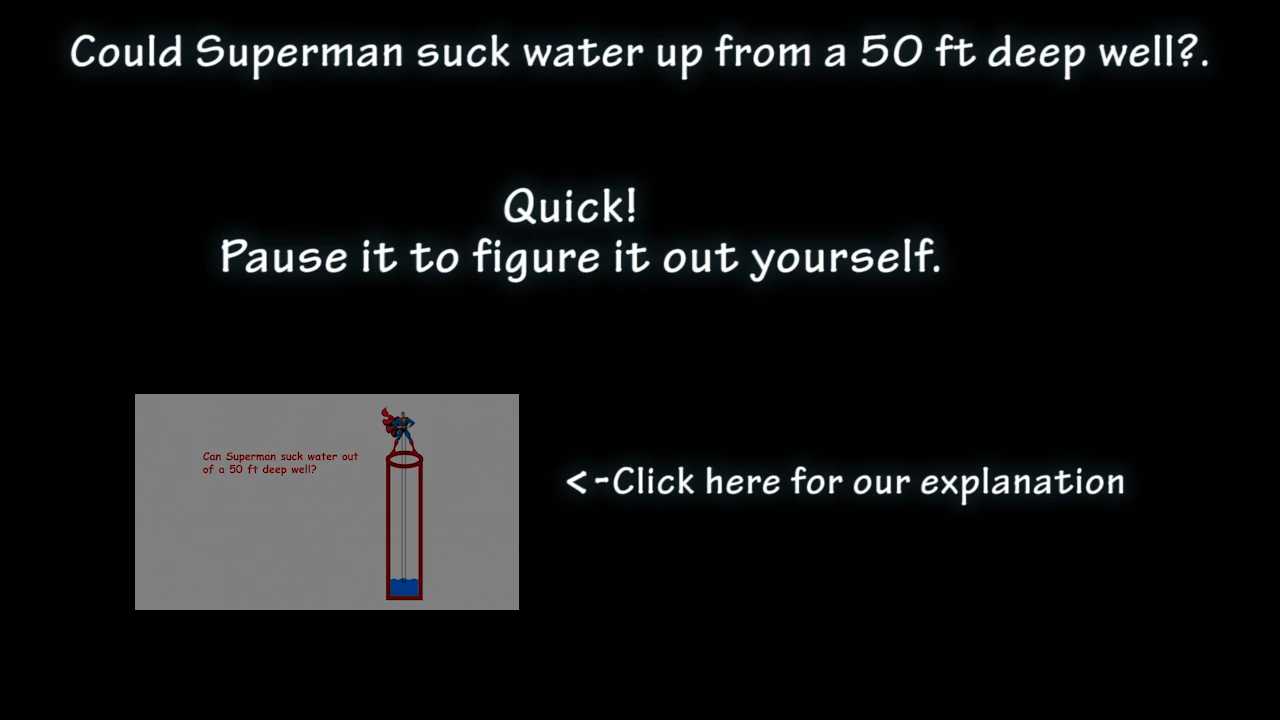 Could Superman suck water up from a 50 ft deep well?.
Quick!
Pause it to figure it out yourself.
Can Superman suck water out
of a 50 ft deep well?
<-Click here for our explanation